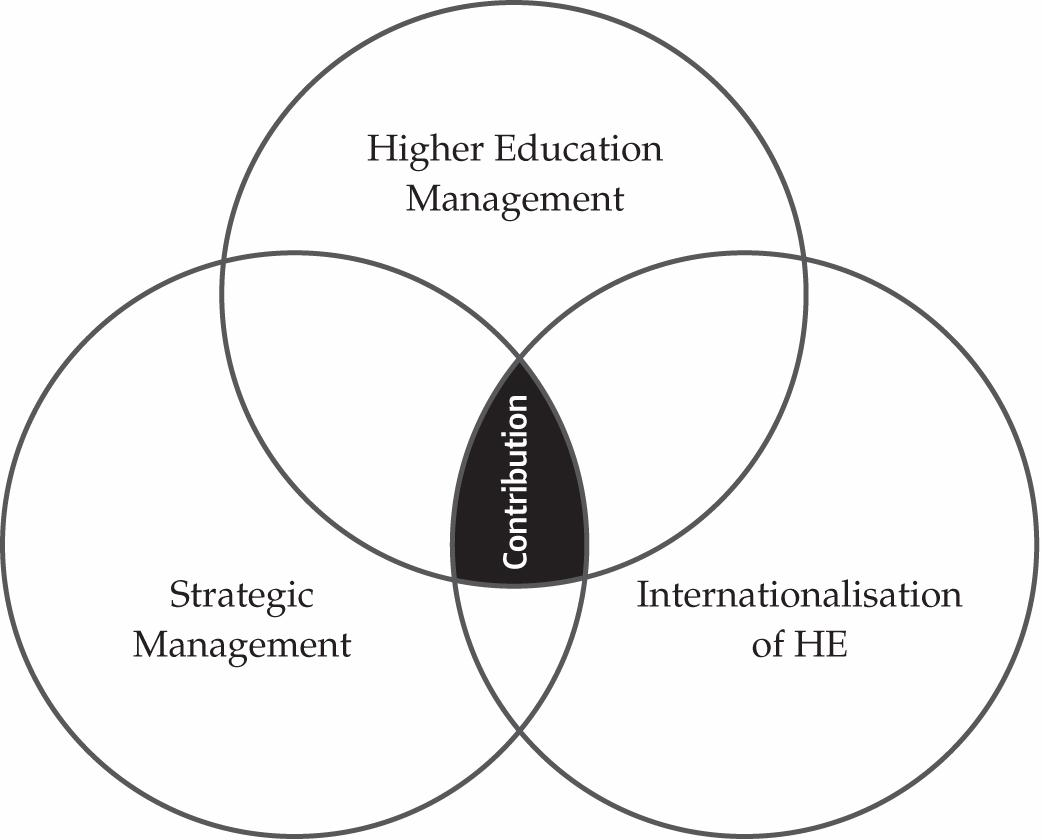 Higher Education
Management
Contribution
Strategic
Management
Internationalisation
of HE